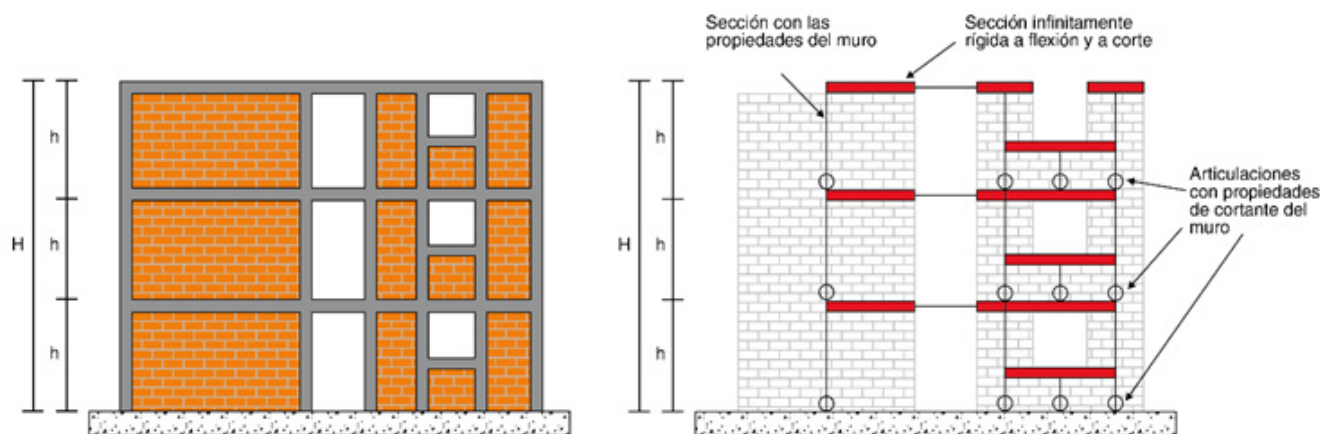 H
h
h
h
Sección con las
propiedades del muro
Sección infinitamente
rígida a flexión y a corte
H
h
h
h
Articulaciones
con propiedades
de cortante del
muro